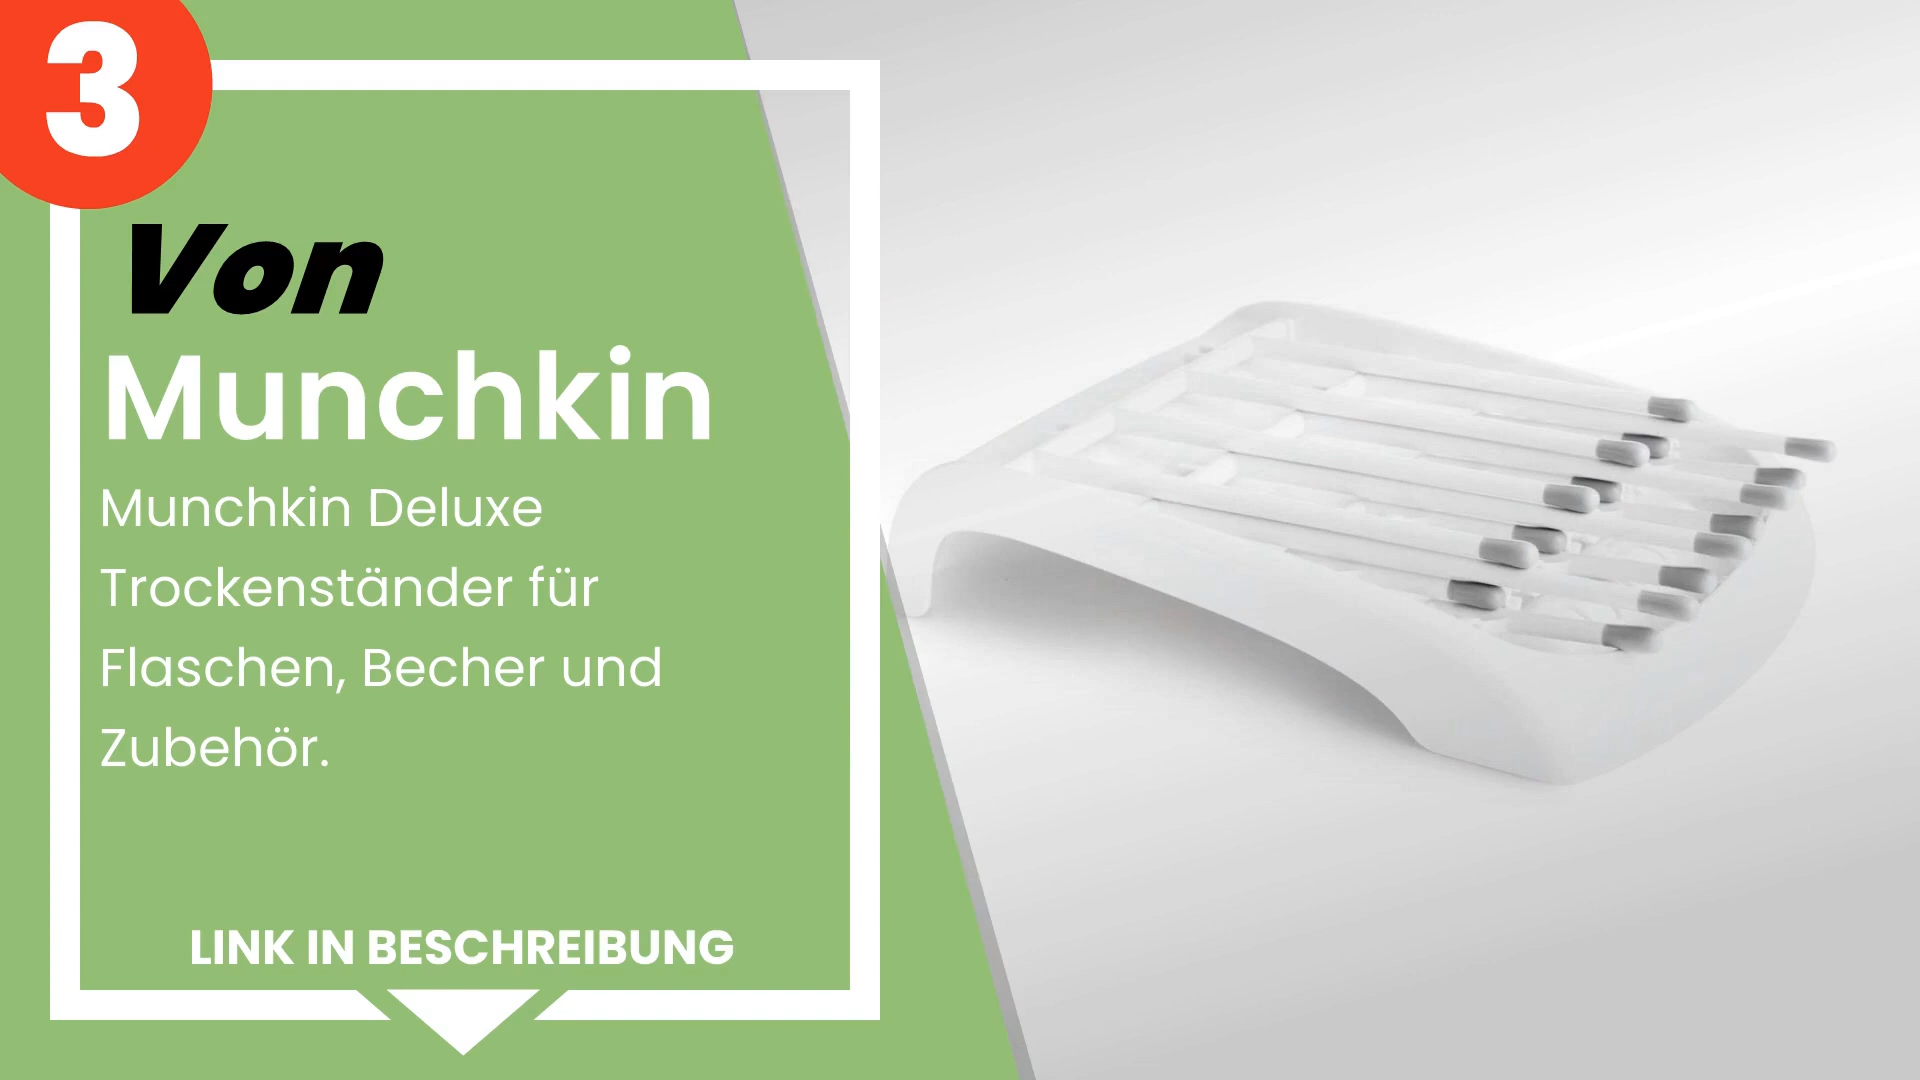 3
Von
Munchkin
Munchkin Deluxe
Trockenständer für
Flaschen, Becher und
Zubehör.
LINK IN BESCHREIBUNG